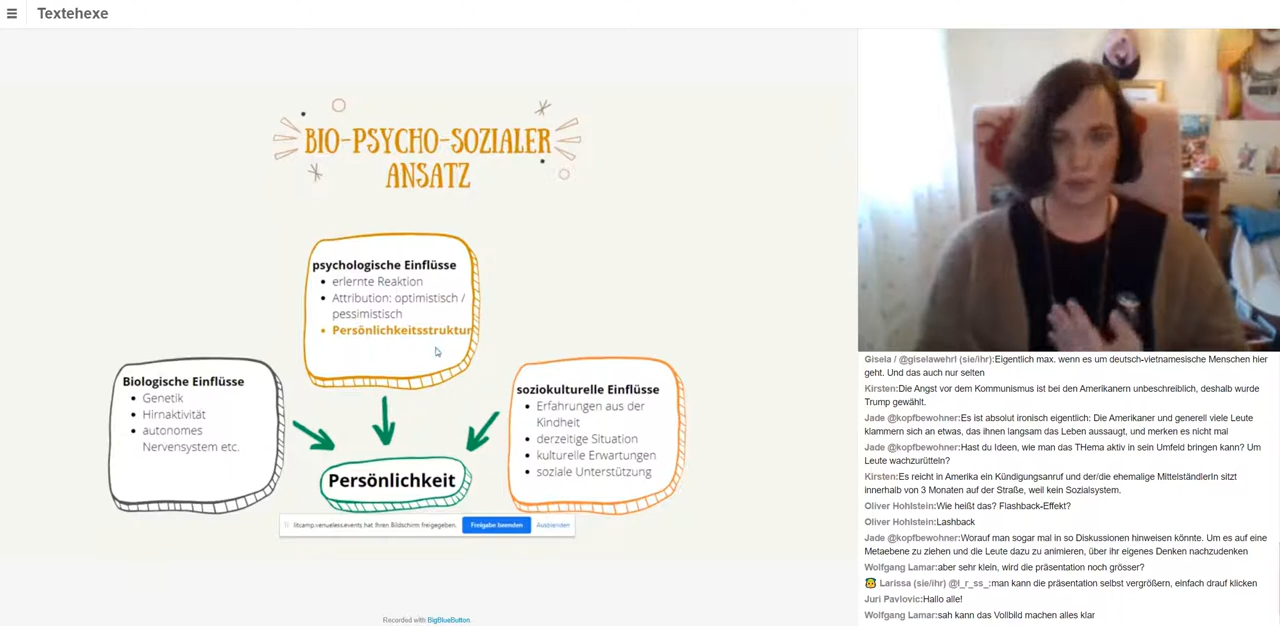 Textehexe
BIO-PSYCHO-SOZIALER
ANSATZ
psychologische Einflüsse
erlernte Reaktion
Attribution: optimistisch /
pessimistisch
Persönlichkeitsstruktur
Biologische Einflüsse
Genetik
Hirnaktivität
autonomes
Nervensystem etc.
soziokulturelle Einflüsse
Erfahrungen aus der
Kindheit
derzeitige Situation
kulturelle Erwartungen
soziale Unterstützung
Persönlichkeit
litcamp.venueless.events hat Ihren Bildschirm freigegeben. Freigabe beenden Ausblenden
Recorded with BigBlueButton
Gisela / @giselawehrl (sie/ihr):Eigentlich max. wenn es um deutsch-vietnamesische Menschen hier
geht. Und das auch nur selten
Kirsten:Die Angst vor dem Kommunismus ist bei den Amerikanern unbeschreiblich, deshalb wurde
Trump gewählt.
Jade @kopfbewohner:Es ist absolut ironisch eigentlich: Die Amerikaner und generell viele Leute
klammern sich an etwas, das ihnen langsam das Leben aussaugt, und merken es nicht mal
Jade @kopfbewohner:Hast du Ideen, wie man das THema aktiv in sein Umfeld bringen kann? Um
Leute wachzurütteln?
Kirsten:Es reicht in Amerika ein Kündigungsanruf und der/die ehemalige MittelständlerIn sitzt
innerhalb von 3 Monaten auf der Straße, weil kein Sozialsystem.
Oliver Hohlstein:Wie heißt das? Flashback-Effekt?
Oliver Hohlstein:Lashback
Jade @kopfbewohner:Worauf man sogar mal in so Diskussionen hinweisen könnte. Um es auf eine
Metaebene zu ziehen und die Leute dazu zu animieren, über ihr eigenes Denken nachzudenken
Wolfgang Lamar:aber sehr klein, wird die präsentation noch grösser?
Larissa (sie/ihr) @l_r_ss_:man kann die präsentation selbst vergrößern, einfach drauf klicken
Juri Pavlovic:Hallo alle!
Wolfgang Lamar:sah kann das Vollbild machen alles klar